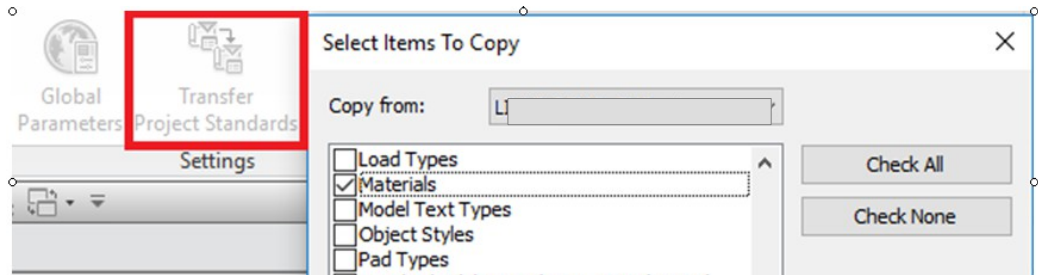 Global
Parameters
Transfer
Project Standards
Settings
Select Items To Copy
Copy from:
Load Types
Materials
Model Text Types
Object Styles
Pad Types
Check All
Check None